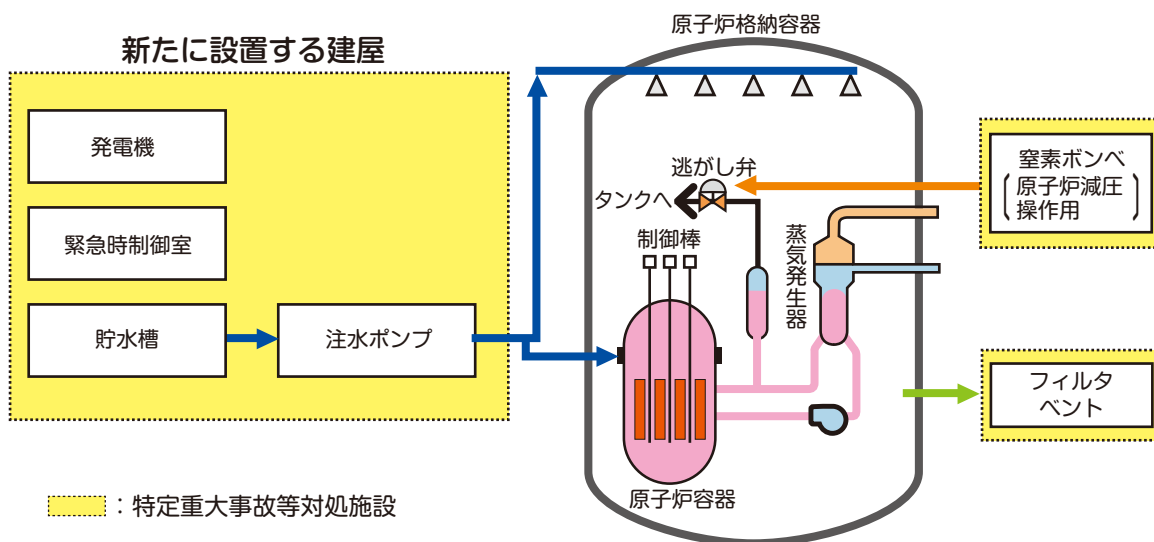 新たに設置する建屋
発電機
緊急時制御室
貯水槽
注水ポンプ
原子炉格納容器
逃がし弁
タンクへ
制御棒
蒸気発生器
原子炉容器
窒素ボンベ
原子炉減圧
操作用
フィルタ
ベント
：特定重大事故等対処施設